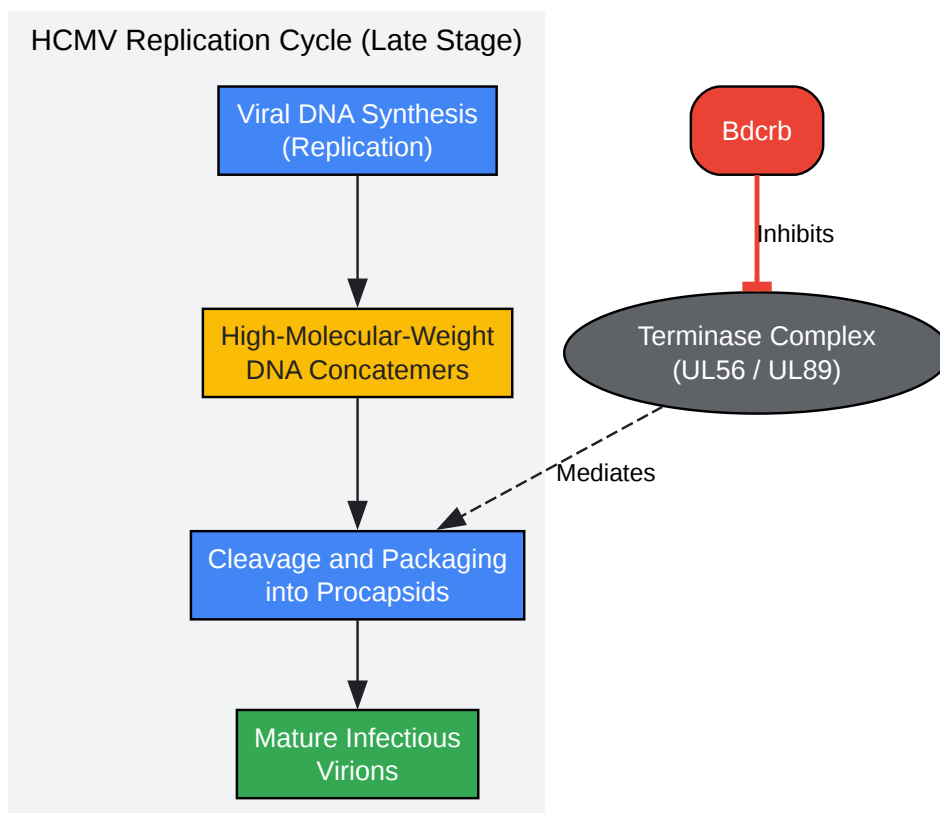 HCMV Replication Cycle (Late Stage)
Viral DNA Synthesis
(Replication)
Bdcrb
Inhibits
High-Molecular-Weight
DNA Concatemers
Terminase Complex
(UL56 / UL89)
Mediates
Cleavage and Packaging
into Procapsids
Mature Infectious
Virions